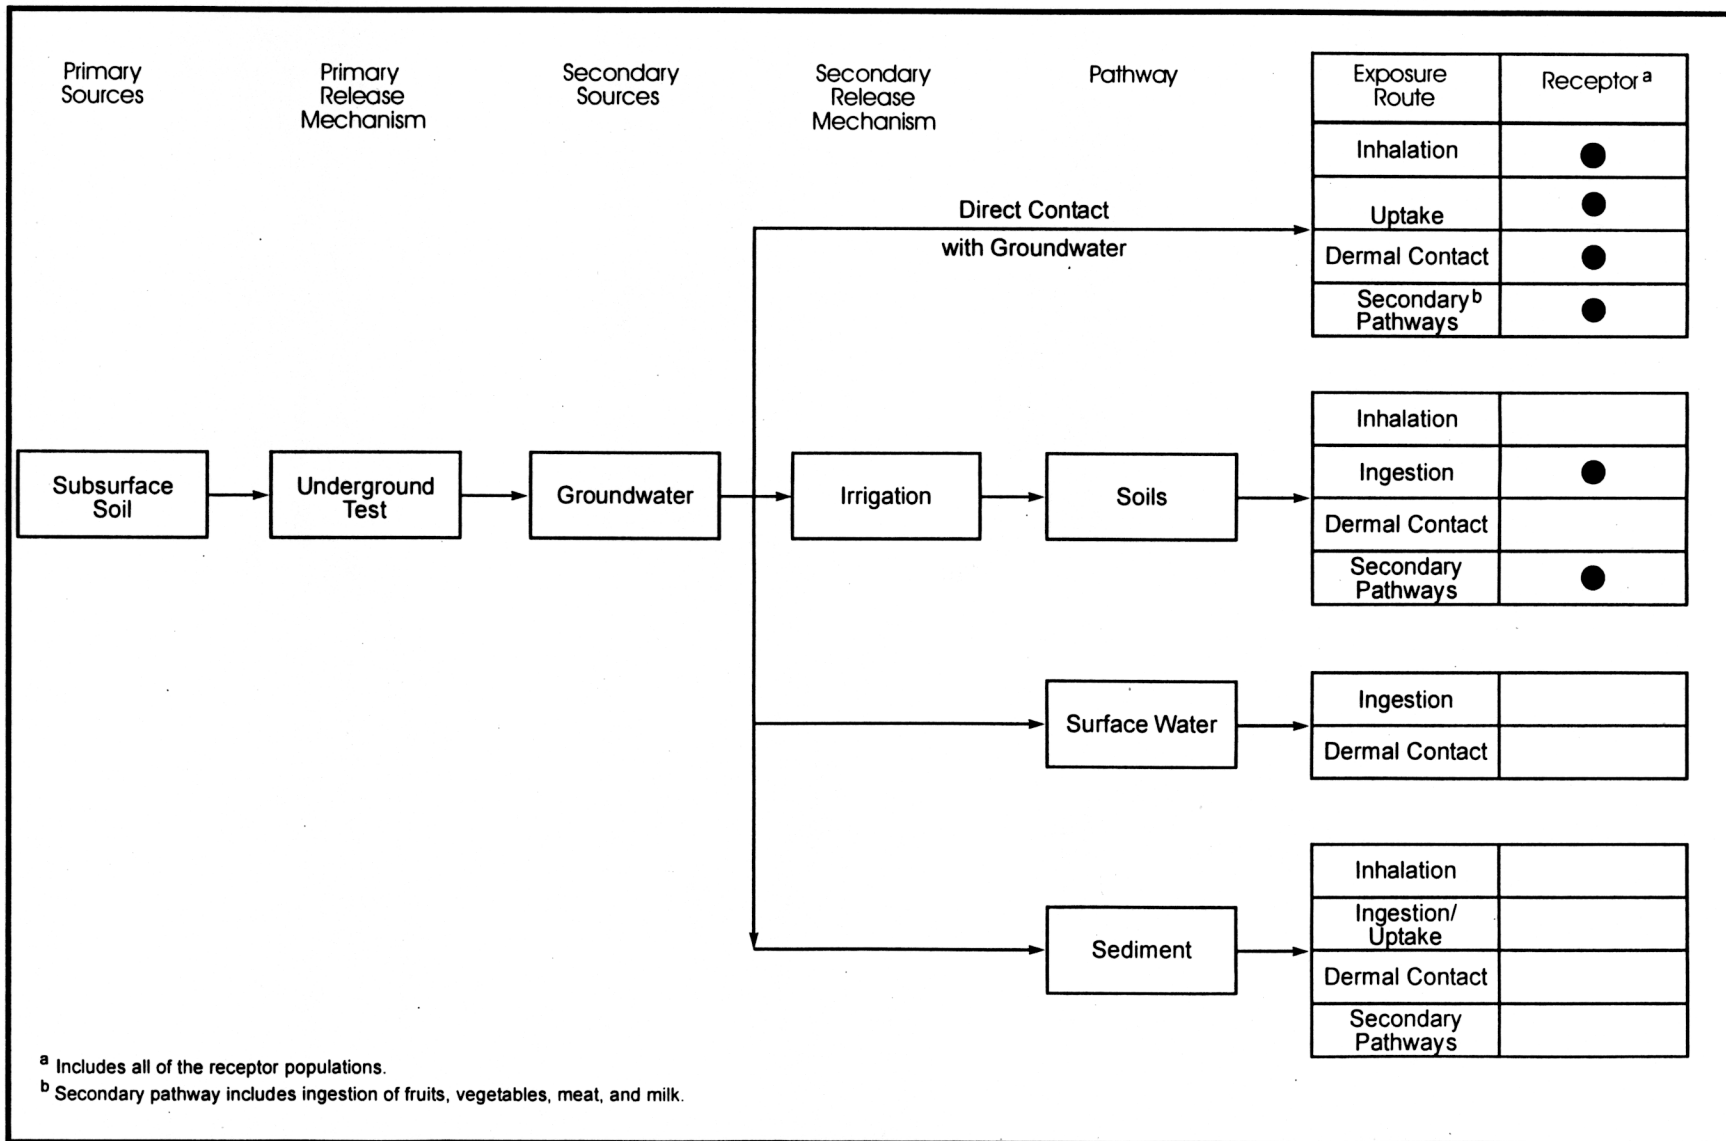 Primary
Sources
Primary
Release
Mechanism
Secondary
Sources
Secondary
Release
Mechanism
Pathway
Exposure
Route
Receptor a
Inhalation
Uptake
Dermal Contact
Secondary b
Pathways
Direct Contact
with Groundwater
Subsurface
Soil
Underground
Test
Groundwater
Irrigation
Soils
Inhalation
Ingestion
Dermal Contact
Secondary
Pathways
Surface Water
Ingestion
Dermal Contact
Sediment
Inhalation
Ingestion/
Uptake
Dermal Contact
Secondary
Pathways
a Includes all of the receptor populations.
b Secondary pathway includes ingestion of fruits, vegetables, meat, and milk.